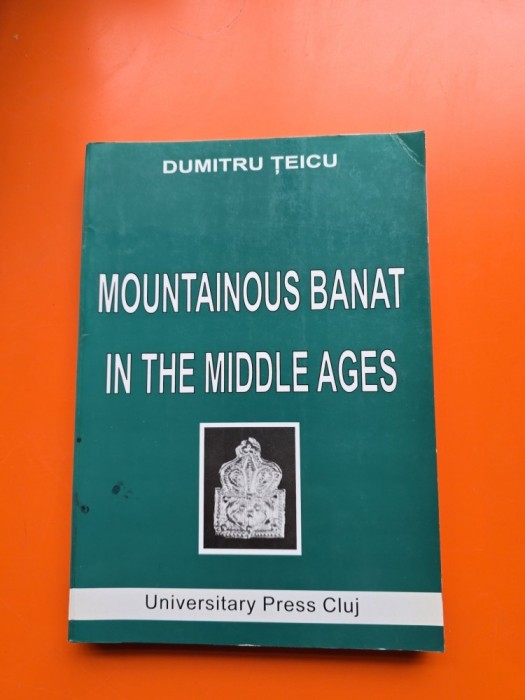 DUMITRU ȚEICU
MOUNTAINOUS BANAT
IN THE MIDDLE AGES
Universitary Press Cluj